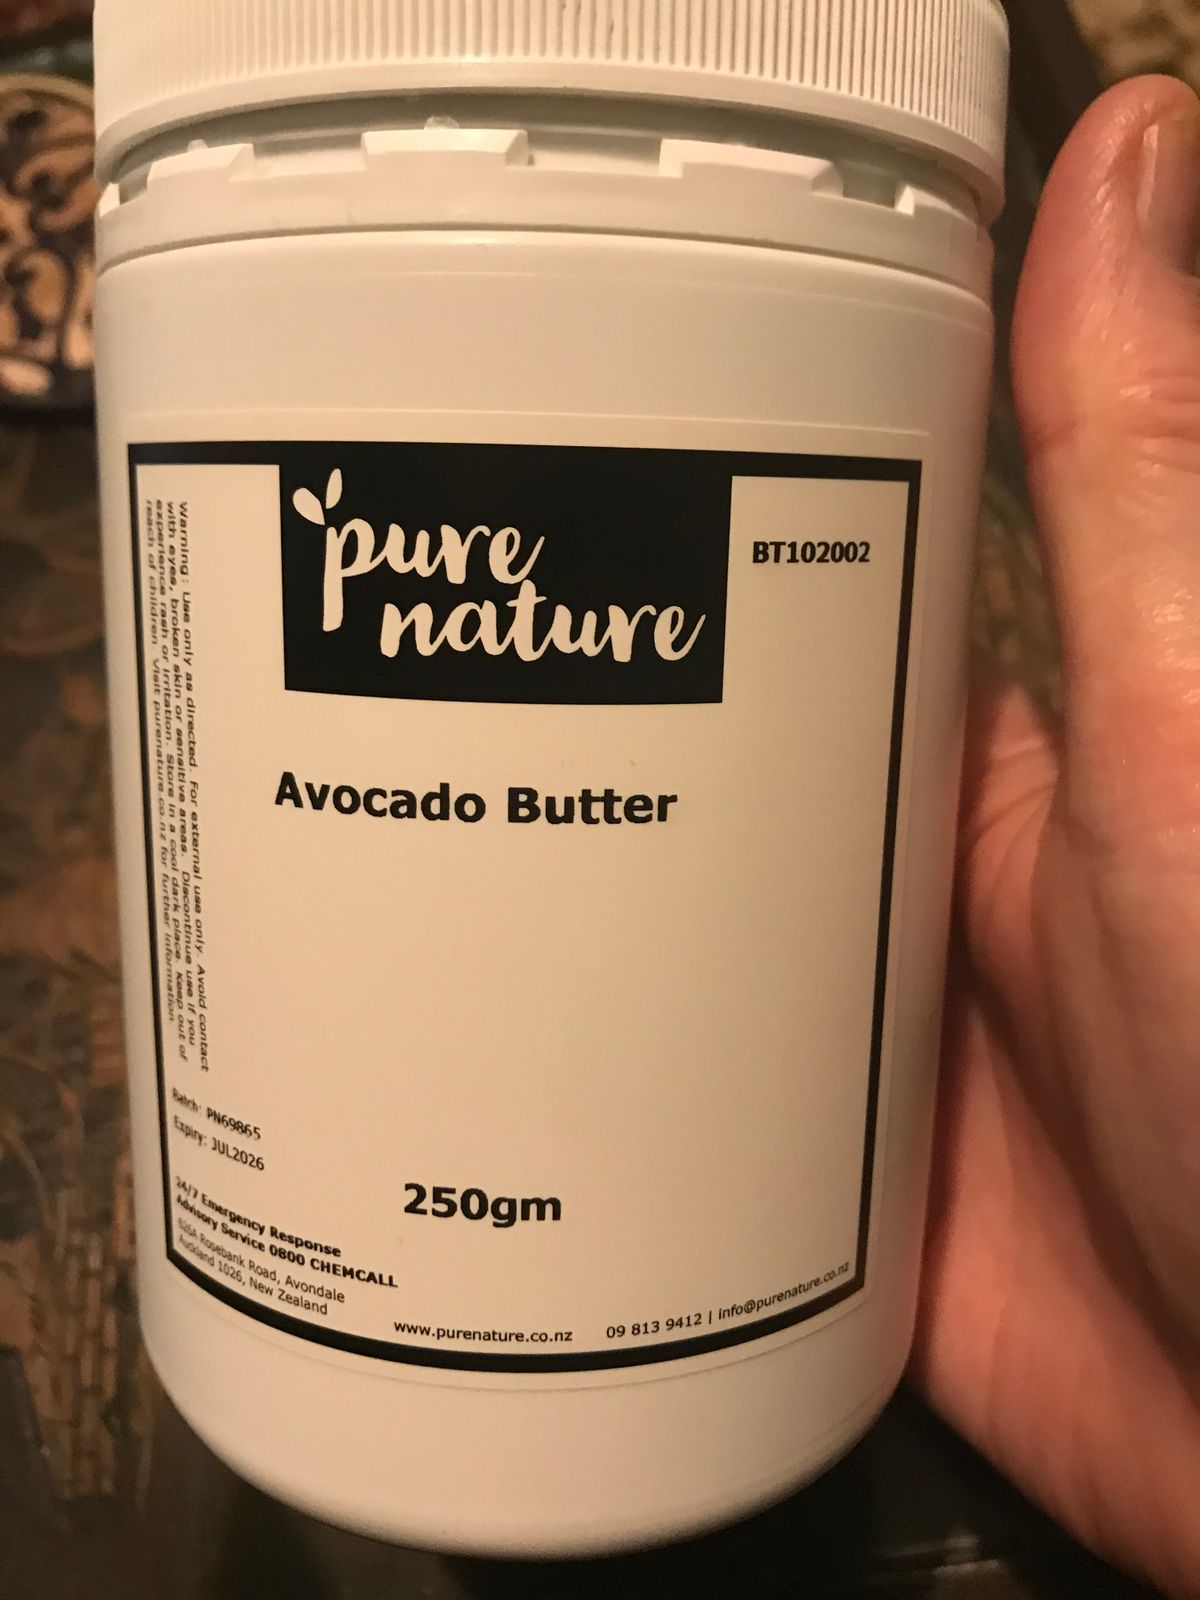 pure
nature
BT102002
Avocado Butter
Warning: Use only as directed. For external use only. Avoid contact
with eyes, broken skin or sensitive areas. Discontinue use if you
experience rash or irritation. Store in a cool dark place. Keep out of
reach of children. Visit purenature.co.nz for further information.
Batch: PN69865
Expiry: JUL2026
250gm
24/7 Emergency Response
Advisory Service 0800 CHEMCALL
626A Rosebank Road, Avondale
Auckland 1026, New Zealand
www.purenature.co.nz
09 813 9412 | info@purenature.co.nz